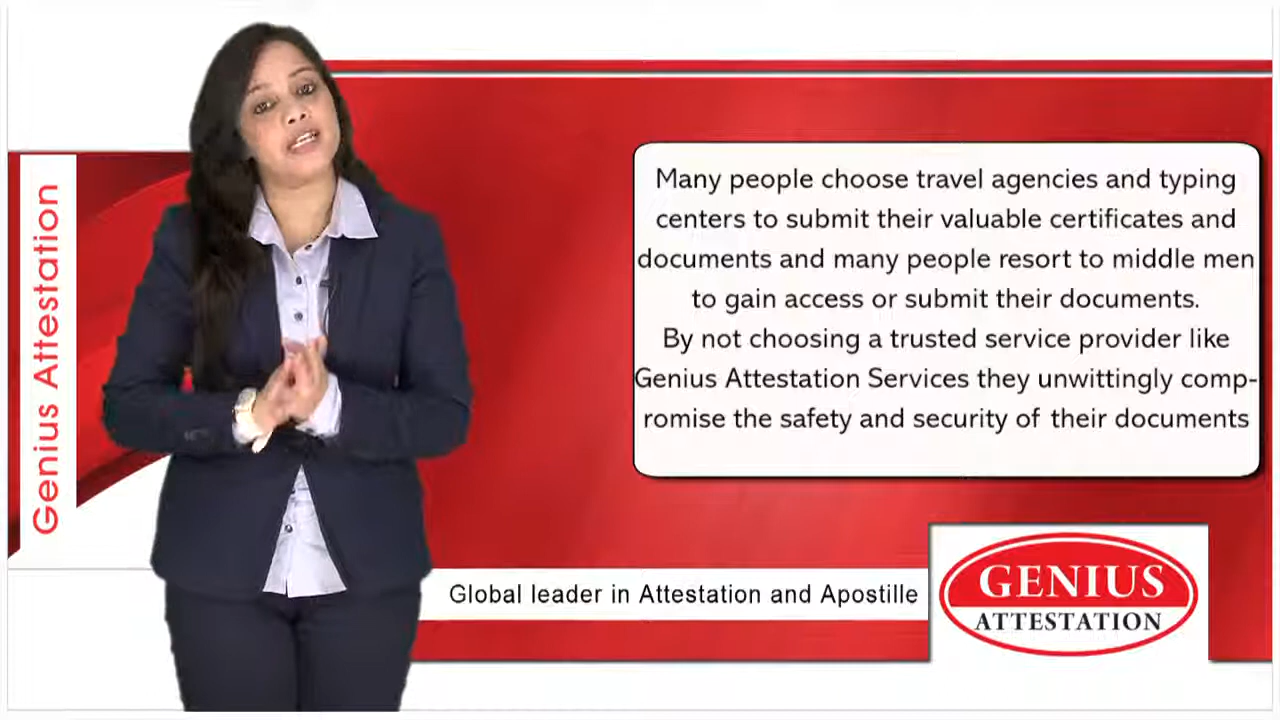 Genius Attestation
Many people choose travel agencies and typing
centers to submit their valuable certificates and
documents and many people resort to middle men
to gain access or submit their documents.
By not choosing a trusted service provider like
Genius Attestation Services they unwittingly comp-
romise the safety and security of their documents
Global leader in Attestation and Apostille
GENIUS
ATTESTATION